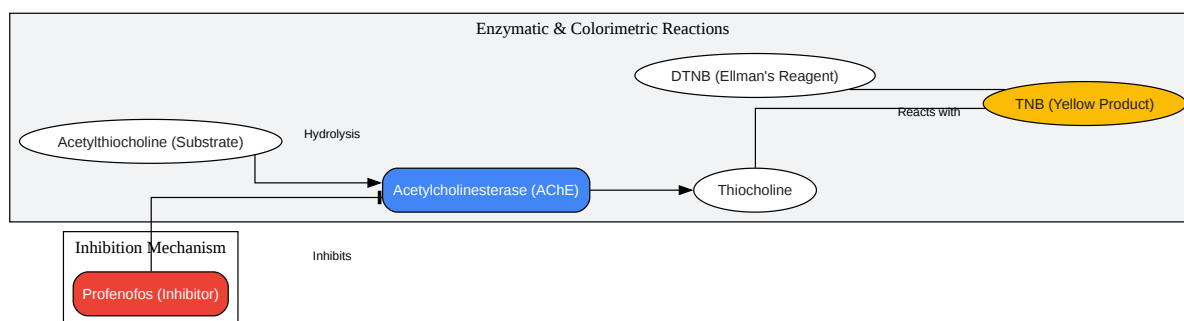 Enzymatic & Colorimetric Reactions
DTNB (Ellman's Reagent)
TNB (Yellow Product)
Reacts with
Acetylthiocholine (Substrate)
Hydrolysis
Acetylcholinesterase (AChE)
Thiocholine
Inhibition Mechanism
Inhibits
Profenofos (Inhibitor)